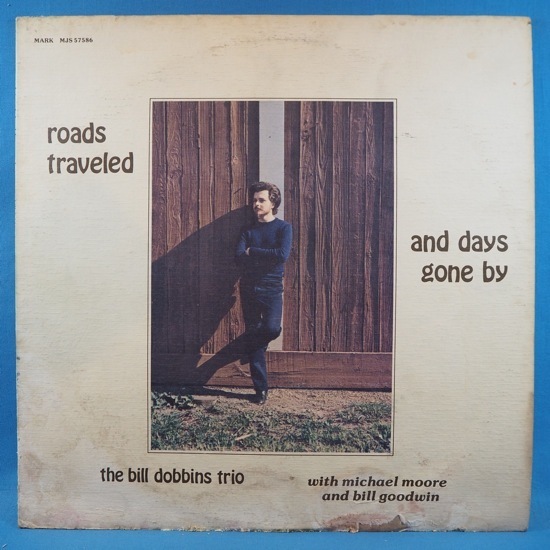 MARK MJS 57586
roads
traveled
and days
gone by
the bill dobbins trio
with michael moore
and bill goodwin